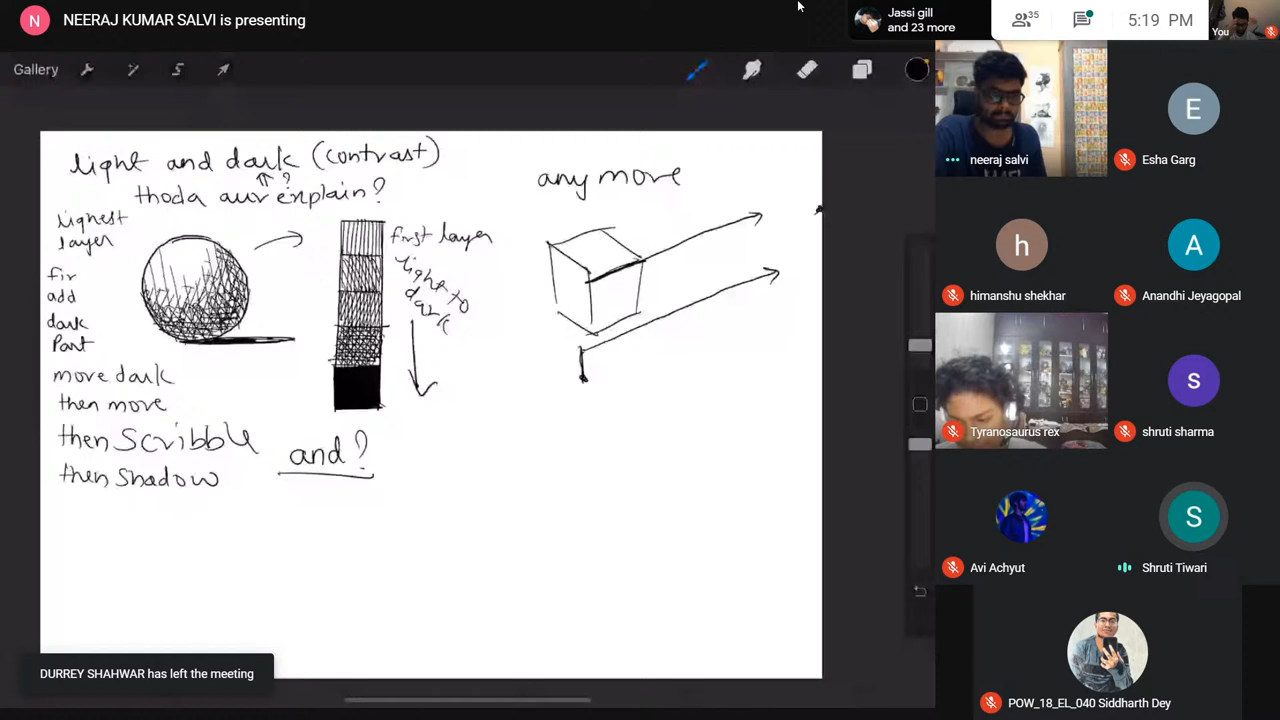 N NEERAJ KUMAR SALVI is presenting
Jassi gill
and 23 more
35
5:19 PM
You
Gallery
light and dark (contrast)
?
thoda aur explain?
highest
layer
first layer
light
to
dark
fir
add
dark
Part
move dark
then move
then Scribble
then shadow
and?
any more
neeraj salvi
E
Esha Garg
h
himanshu shekhar
A
Anandhi Jeyagopal
Tyranosaurus rex
s
shruti sharma
Avi Achyut
S
Shruti Tiwari
POW_18_EL_040 Siddharth Dey
DURREY SHAHWAR has left the meeting